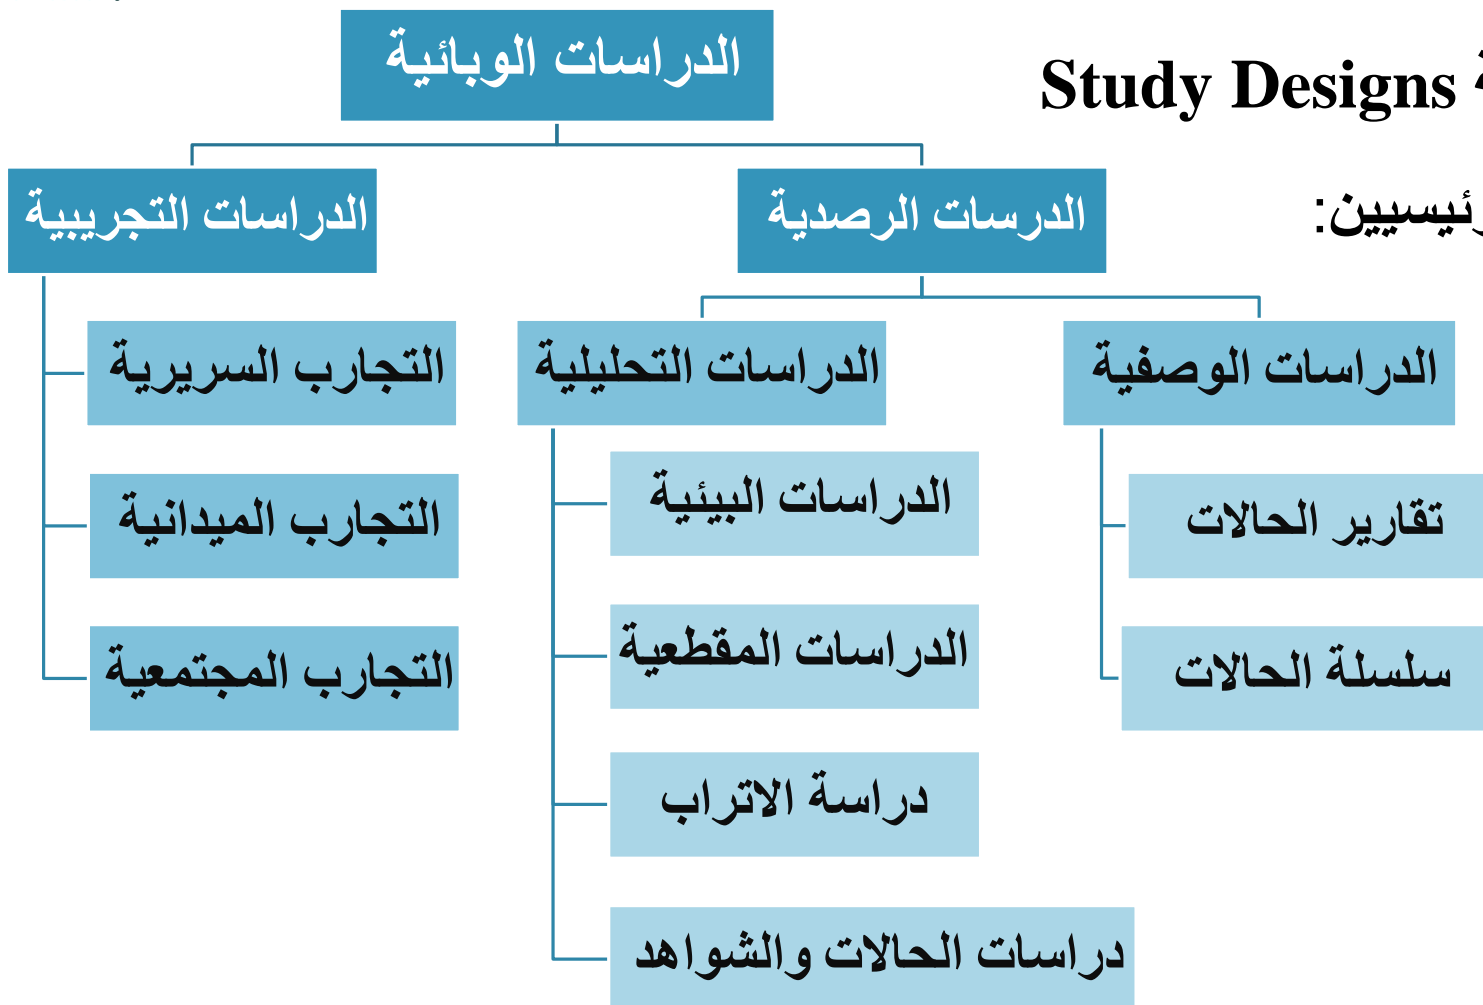 Study Designs
رئيسيين:
الدراسات الوبائية
الدرسات الرصدية
الدراسات التجريبية
الدراسات الوصفية
تقارير الحالات
سلسلة الحالات
الدراسات التحليلية
الدراسات البيئية
الدراسات المقطعية
دراسة الاتراب
دراسات الحالات والشواهد
التجارب السريرية
التجارب الميدانية
التجارب المجتمعية